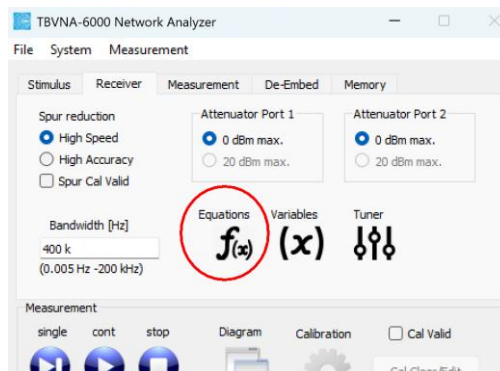 TBVNA-6000 Network Analyzer
File System Measurement
Stimulus Receiver Measurement De-Embed Memory
Spur reduction Attenuator Port 1 Attenuator Port 2
High Speed 0 dBm max. 0 dBm max.
High Accuracy 20 dBm max. 20 dBm max.
Spur Cal Valid
Equations Variables Tuner
Bandwidth [Hz]
f(x) (x)
400 k
(0.005 Hz -200 kHz)
Measurement
single cont stop Diagram Calibration Cal Valid
Cal Clear/Edit